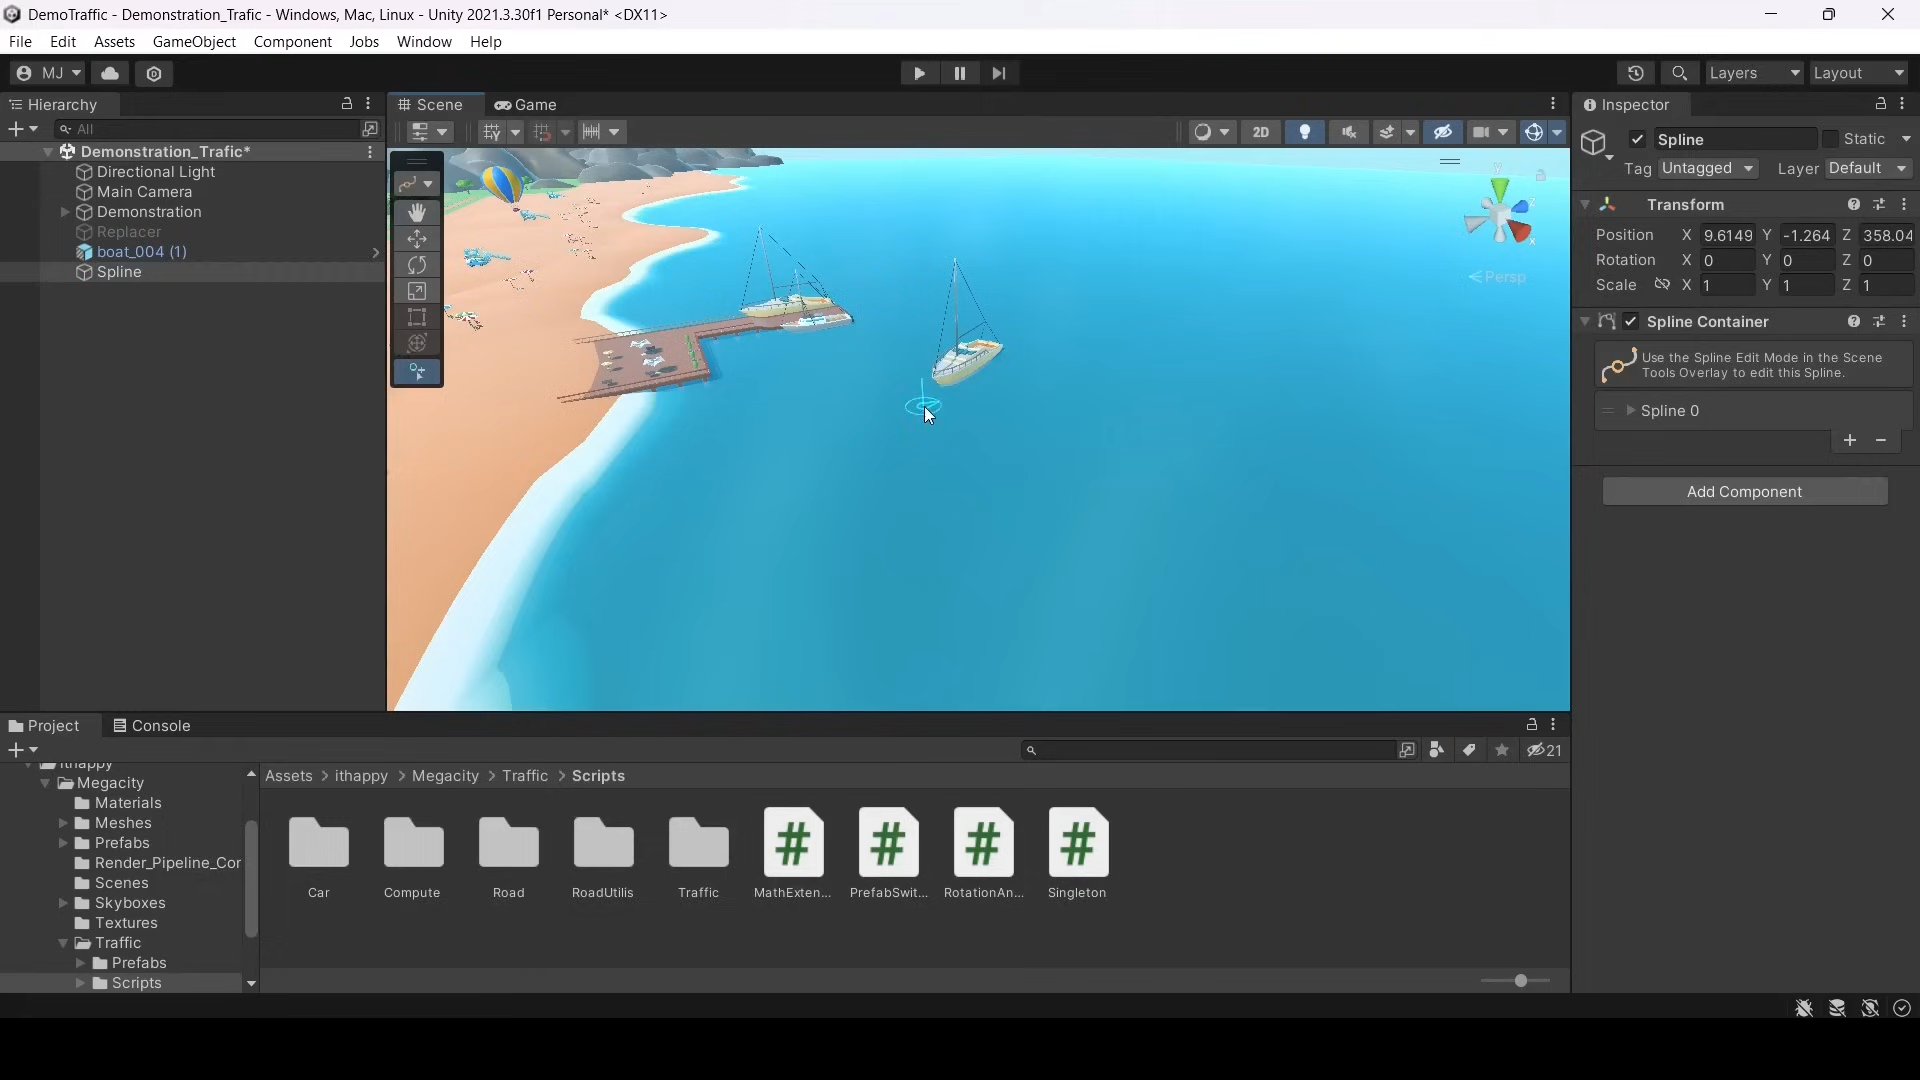 DemoTraffic - Demonstration_Trafic - Windows, Mac, Linux - Unity 2021.3.30f1 Personal* <DX11>
File Edit Assets GameObject Component Jobs Window Help
MJ
Layers Layout
Hierarchy
All
Demonstration_Trafic*
Directional Light
Main Camera
Demonstration
Replacer
boat_004 (1)
Spline
Scene Game
2D
Persp
Inspector
Spline Static
Tag Untagged Layer Default
Transform
Position X 9.6149 Y -1.264 Z 358.04
Rotation X 0 Y 0 Z 0
Scale X 1 Y 1 Z 1
Spline Container
Use the Spline Edit Mode in the Scene
Tools Overlay to edit this Spline.
Spline 0
Add Component
Project Console
21
ithappy
Megacity
Materials
Meshes
Prefabs
Render_Pipeline_Cor
Scenes
Skyboxes
Textures
Traffic
Prefabs
Scripts
Assets > ithappy > Megacity > Traffic > Scripts
Car Compute Road RoadUtilis Traffic MathExten... PrefabSwit... RotationAn... Singleton